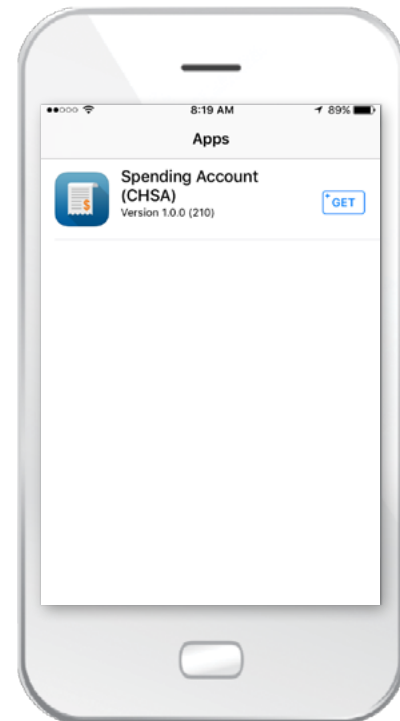 8:19 AM
89%
Apps
Spending Account
(CHSA)
Version 1.0.0 (210)
$
+GET